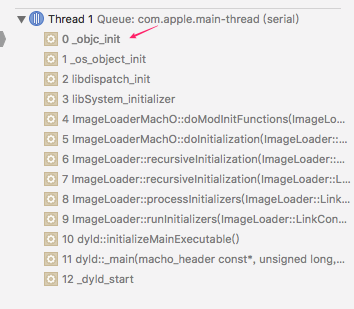 Thread 1 Queue: com.apple.main-thread (serial)
0 _objc_init
1 _os_object_init
2 libdispatch_init
3 libSystem_initializer
4 ImageLoaderMachO::doModInitFunctions(ImageLo...
5 ImageLoaderMachO::doInitialization(ImageLoader::...
6 ImageLoader::recursiveInitialization(ImageLoader::...
7 ImageLoader::recursiveInitialization(ImageLoader::L...
8 ImageLoader::processInitializers(ImageLoader::Link...
9 ImageLoader::runInitializers(ImageLoader::LinkCon...
10 dyld::initializeMainExecutable()
11 dyld::_main(macho_header const*, unsigned long,...
12 _dyld_start